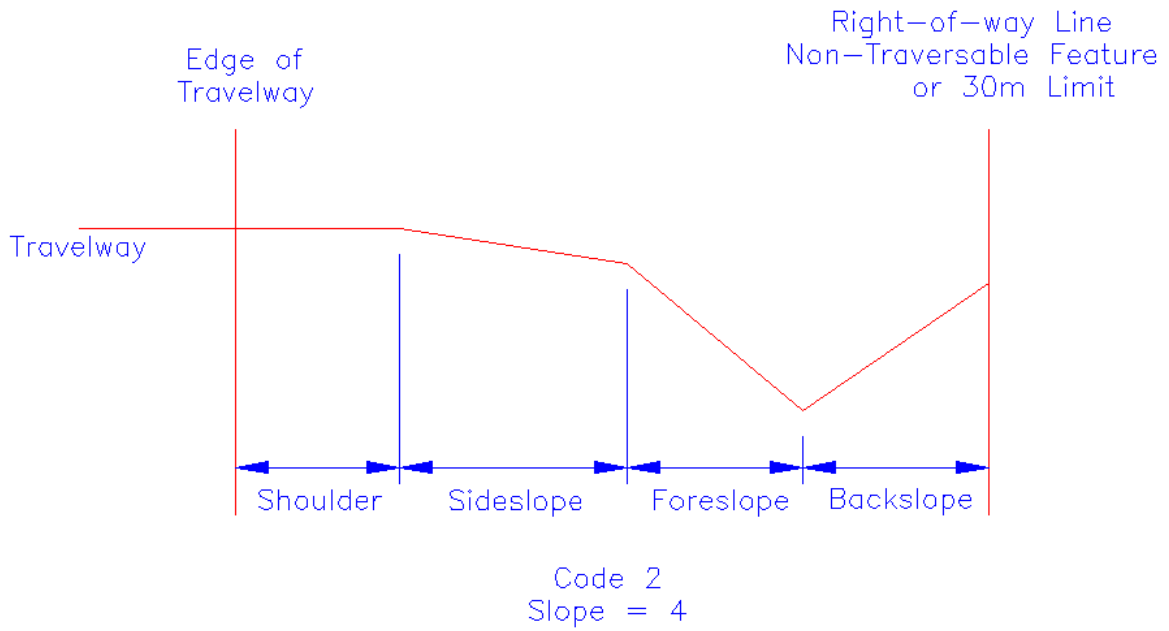 Right-of-way Line
Non-Traversable Feature
or 30m Limit
Edge of
Travelway
Travelway
Shoulder
Sideslope
Foreslope
Backslope
Code 2
Slope = 4